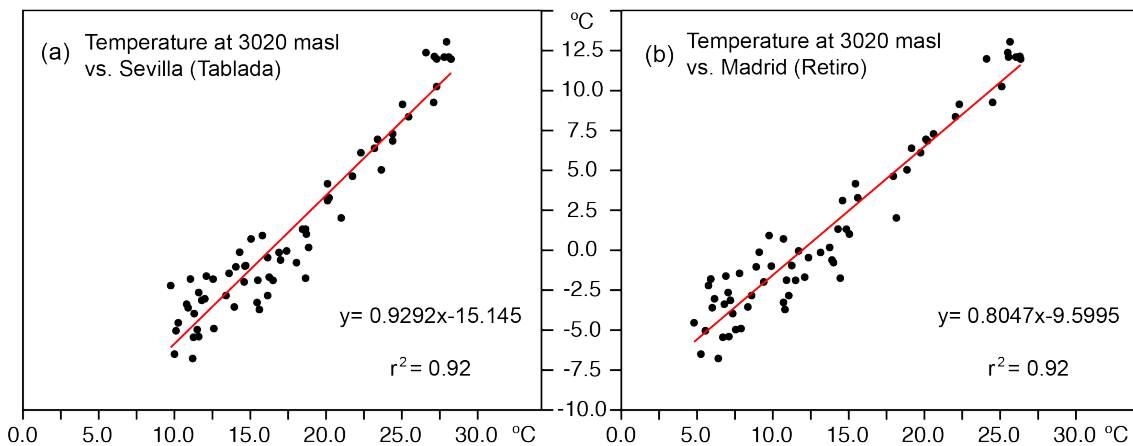 (a) Temperature at 3020 masl
vs. Sevilla (Tablada)
y= 0.9292x-15.145
r2 = 0.92
0.0 5.0 10.0 15.0 20.0 25.0 30.0 ºC
ºC
12.5
10.0
7.5
5.0
2.5
0.0
-2.5
-5.0
-7.5
-10.0
(b) Temperature at 3020 masl
vs. Madrid (Retiro)
y= 0.8047x-9.5995
r2 = 0.92
0.0 5.0 10.0 15.0 20.0 25.0 30.0 ºC